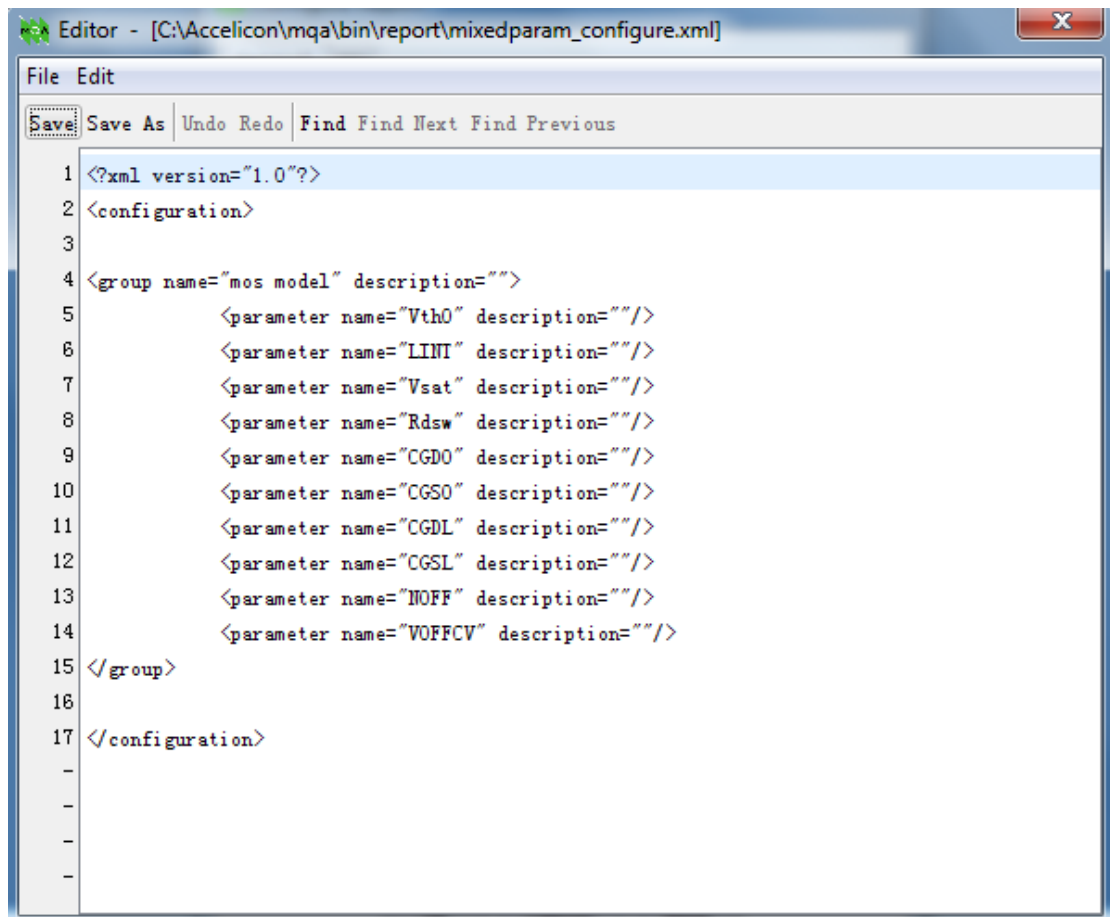 MQA Editor - [C:\Accelicon\mqa\bin\report\mixedparam_configure.xml] X
File Edit
Save Save As Undo Redo Find Find Next Find Previous
1 <?xml version="1.0"?>
2 <configuration>
3
4 <group name="mos model" description="">
5 <parameter name="Vth0" description=""/>
6 <parameter name="LINT" description=""/>
7 <parameter name="Vsat" description=""/>
8 <parameter name="Rdsw" description=""/>
9 <parameter name="CGDO" description=""/>
10 <parameter name="CGSO" description=""/>
11 <parameter name="CGDL" description=""/>
12 <parameter name="CGSL" description=""/>
13 <parameter name="NOFF" description=""/>
14 <parameter name="VOFFCV" description=""/>
15 </group>
16
17 </configuration>
-
-
-
-